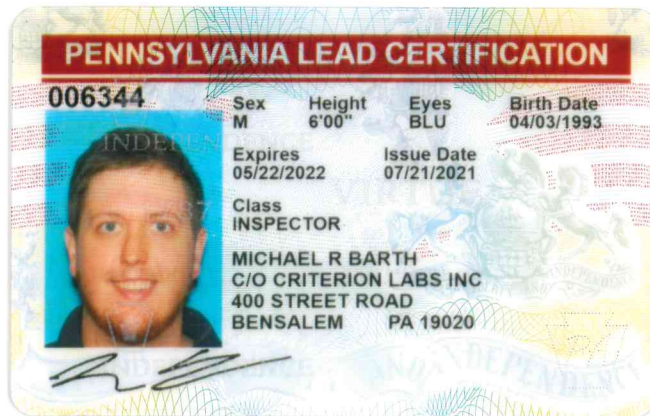 PENNSYLVANIA LEAD CERTIFICATION
006344
Sex Height Eyes Birth Date
M 6'00" BLU 04/03/1993
Expires Issue Date
05/22/2022 07/21/2021
Class
INSPECTOR
MICHAEL R BARTH
C/O CRITERION LABS INC
400 STREET ROAD
BENSALEM PA 19020
INDEPENDENCE